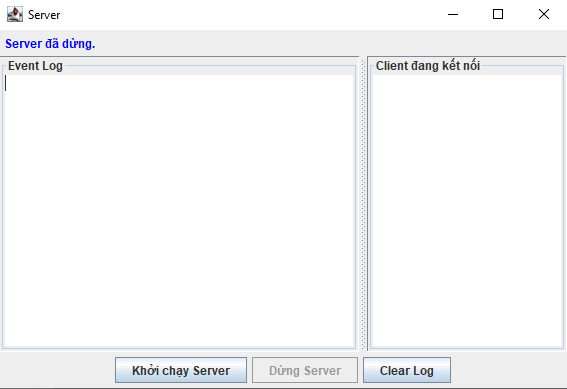 Server
Server đã dừng.
Event Log
Client đang kết nối
Khởi chạy Server
Dừng Server
Clear Log